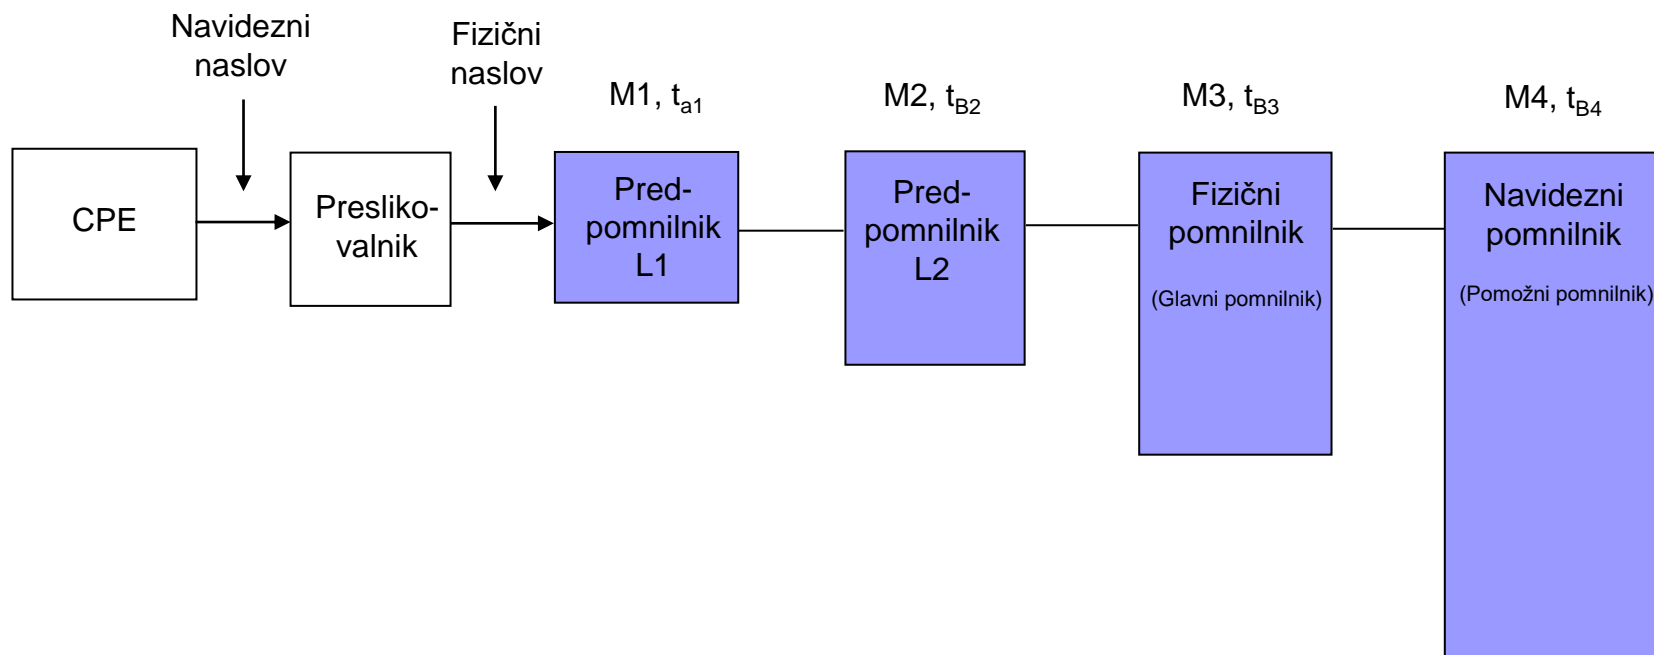 Navidezni
naslov
Fizični
naslov
M1, ta1
M2, tB2
M3, tB3
M4, tB4
CPE
Presliko-
valnik
Pred-
pomnilnik
L1
Pred-
pomnilnik
L2
Fizični
pomnilnik
(Glavni pomnilnik)
Navidezni
pomnilnik
(Pomožni pomnilnik)